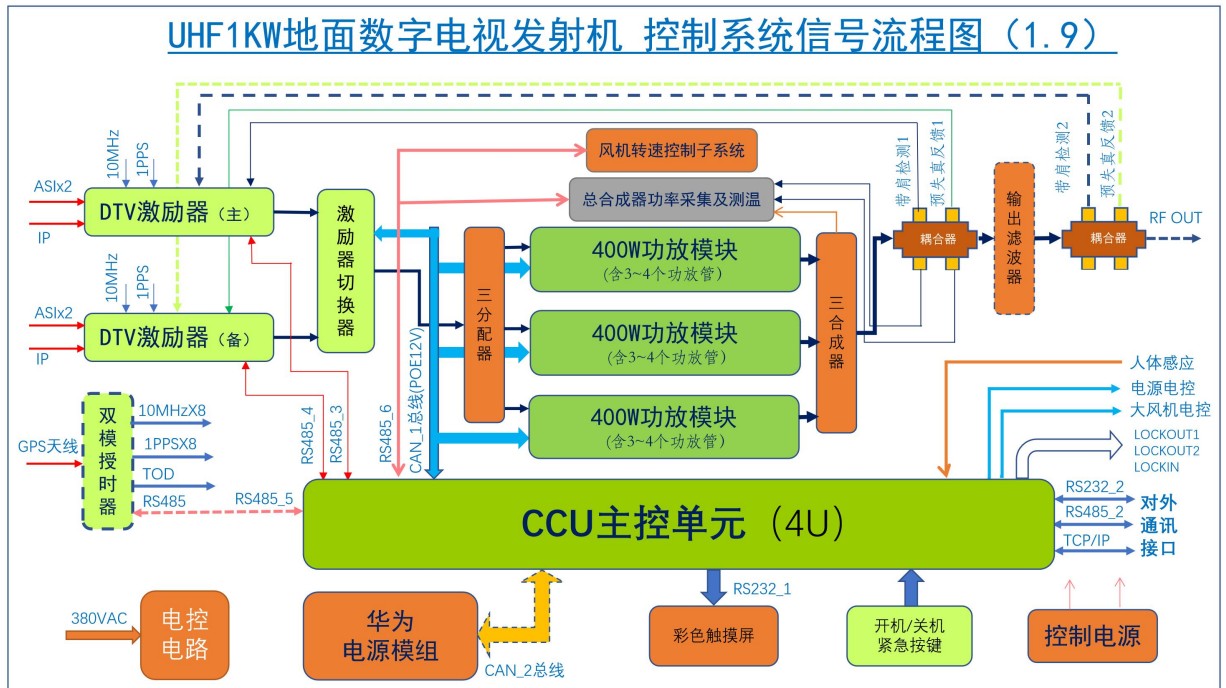 UHF1KW地面数字电视发射机 控制系统信号流程图（1.9）
10MHz
1PPS
ASIx2
IP
DTV激励器（主）
10MHz
1PPS
ASIx2
IP
DTV激励器（备）
激励器切换器
风机转速控制子系统
总合成器功率采集及测温
三分配器
400W功放模块
(含3~4个功放管)
400W功放模块
(含3~4个功放管)
400W功放模块
(含3~4个功放管)
三合成器
带肩检测1
预失真反馈1
耦合器
输出滤波器
带肩检测2
预失真反馈2
耦合器
RF OUT
GPS天线
双模授时器
10MHzX8
1PPSX8
TOD
RS485
RS485_5
RS485_4
RS485_3
RS485_6
CAN_1总线(POE12V)
人体感应
电源电控
大风机电控
LOCKOUT1
LOCKOUT2
LOCKIN
CCU主控单元（4U）
RS232_2
RS485_2
TCP/IP
对外
通讯
接口
380VAC
电控
电路
华为
电源模组
CAN_2总线
RS232_1
彩色触摸屏
开机/关机
紧急按键
控制电源